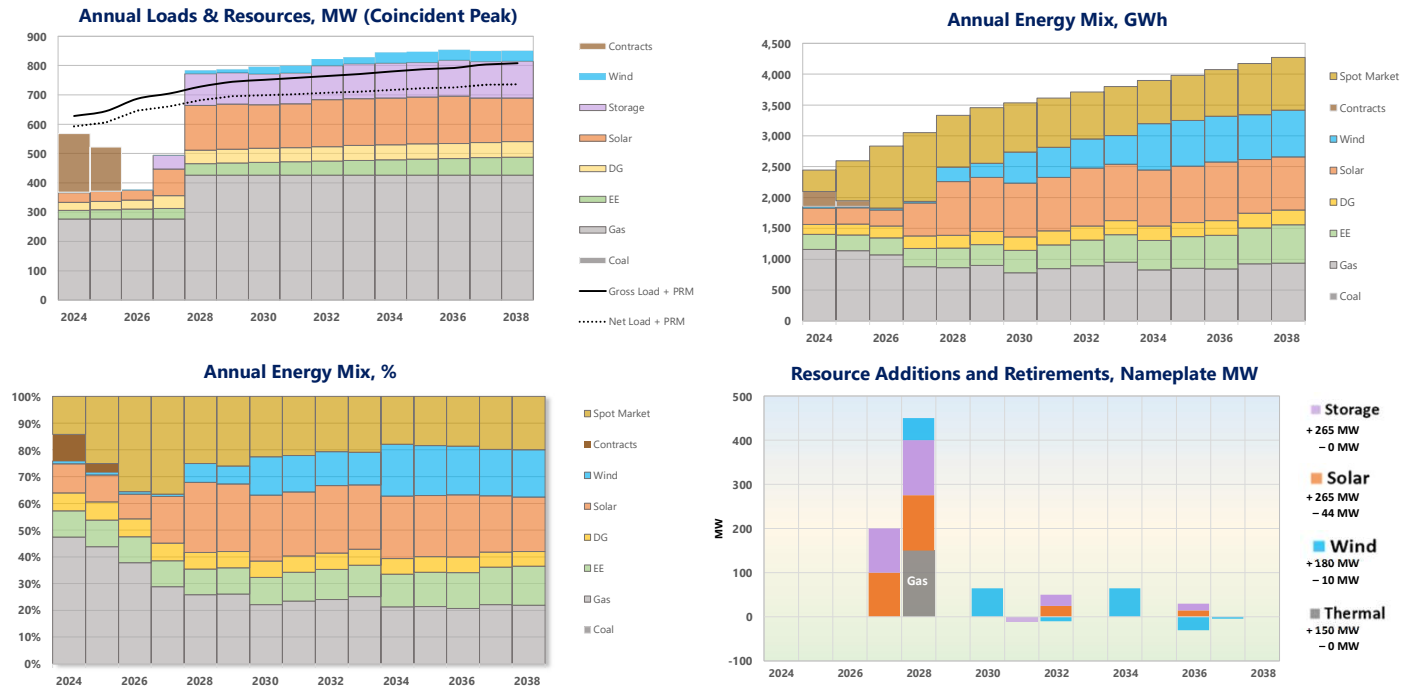 Annual Loads & Resources, MW (Coincident Peak)
900
800
700
600
500
400
300
200
100
0
2024
2026
2028
2030
2032
2034
2036
2038
Contracts
Wind
Storage
Solar
DG
EE
Gas
Coal
Gross Load + PRM
Net Load + PRM
Annual Energy Mix, GWh
4,500
4,000
3,500
3,000
2,500
2,000
1,500
1,000
500
0
2024
2026
2028
2030
2032
2034
2036
2038
Spot Market
Contracts
Wind
Solar
DG
EE
Gas
Coal
Annual Energy Mix, %
100%
90%
80%
70%
60%
50%
40%
30%
20%
10%
0%
2024
2026
2028
2030
2032
2034
2036
2038
Spot Market
Contracts
Wind
Solar
DG
EE
Gas
Coal
Resource Additions and Retirements, Nameplate MW
MW
500
400
300
200
100
0
-100
Gas
2024
2026
2028
2030
2032
2034
2036
2038
Storage
+ 265 MW
– 0 MW
Solar
+ 265 MW
– 44 MW
Wind
+ 180 MW
– 10 MW
Thermal
+ 150 MW
– 0 MW